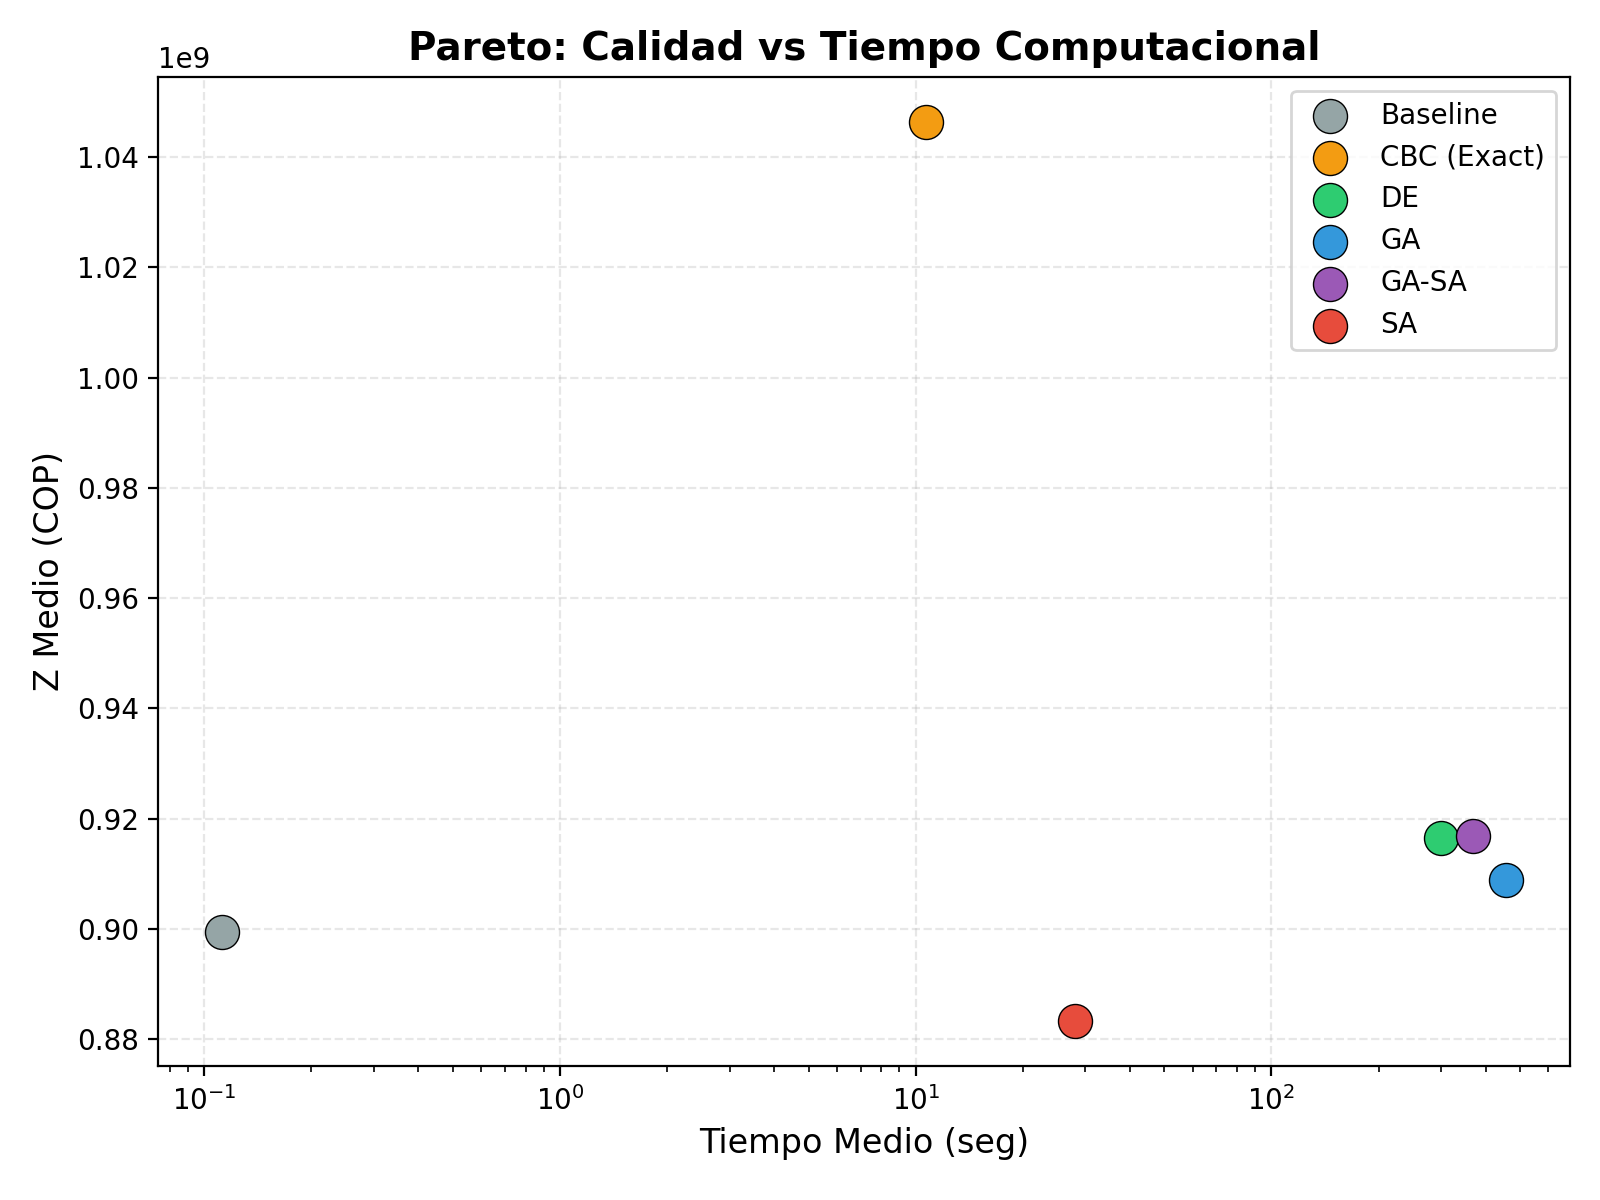 Pareto: Calidad vs Tiempo Computacional
1e9
1.04
1.02
1.00
0.98
0.96
0.94
0.92
0.90
0.88
Z Medio (COP)
10⁻¹
10⁰
10¹
10²
Tiempo Medio (seg)
Baseline
CBC (Exact)
DE
GA
GA-SA
SA